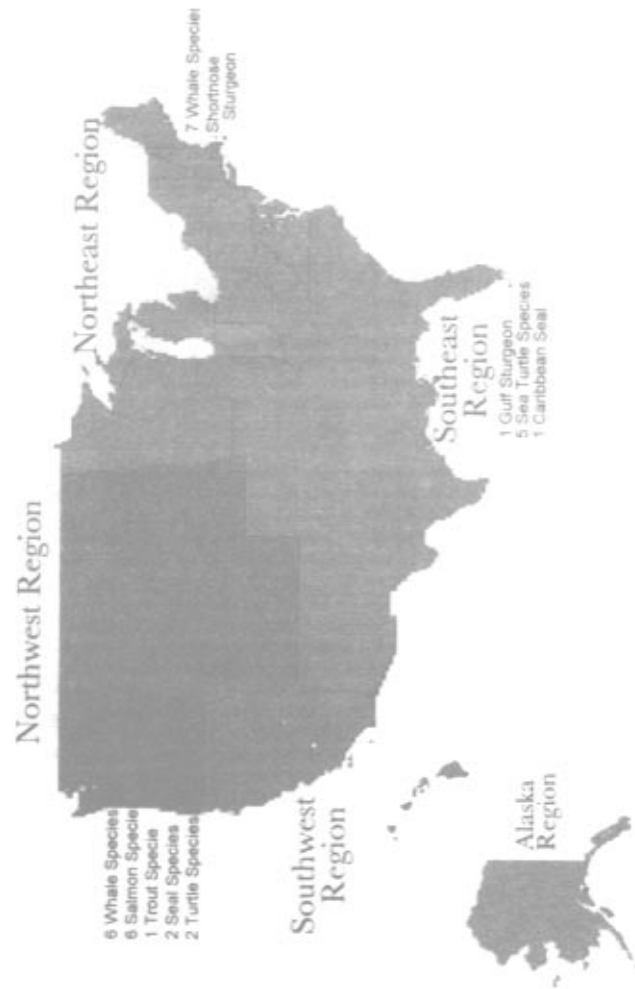 Northwest Region
Northeast Region
7 Whale Species
Shortnose
Sturgeon
6 Whale Species
6 Salmon Specie
1 Trout Specie
2 Seal Species
2 Turtle Species
Southwest
Region
Southeast
Region
1 Gulf Sturgeon
5 Sea Turtle Species
1 Caribbean Seal
Alaska
Region